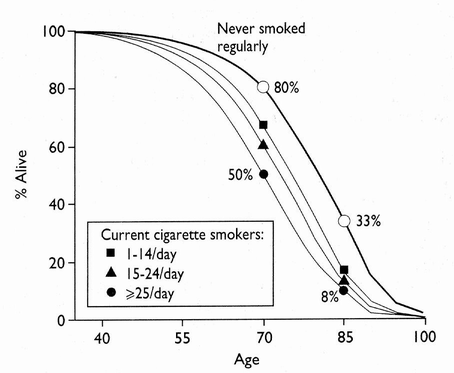 Never smoked
regularly
100
80
60
40
20
0
% Alive
80%
50%
33%
8%
Current cigarette smokers:
1-14/day
15-24/day
⩾25/day
40
55
70
85
100
Age